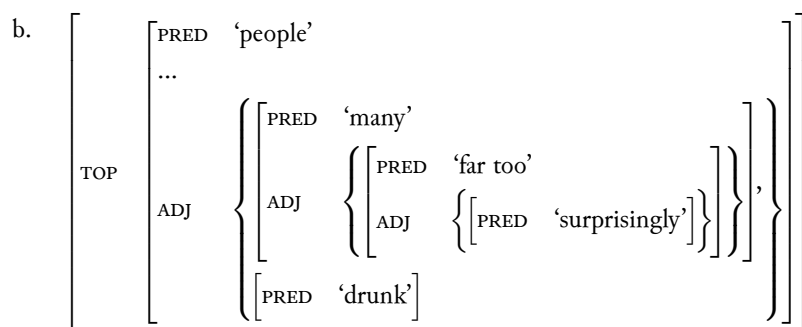 b.
PRED ‘people’
...
PRED ‘many’
PRED ‘far too’
TOP ADJ ADJ ADJ { [ PRED ‘surprisingly’ ] } ,
[ PRED ‘drunk’ ]